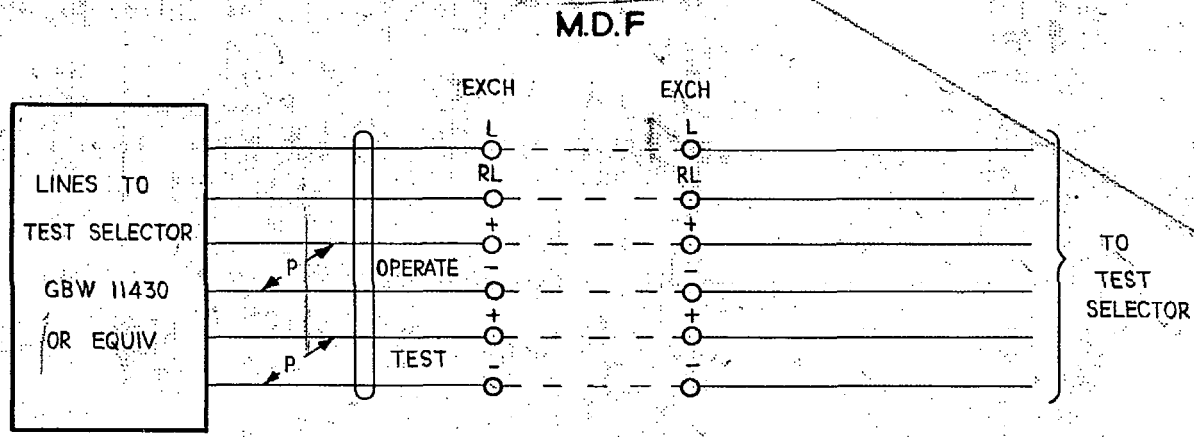 M.D.F
EXCH EXCH
L L
LINES TO
TEST SELECTOR
GBW 11430
OR EQUIV
RL RL
+ +
P OPERATE
- -
+ +
P TEST
- -
TO
TEST
SELECTOR